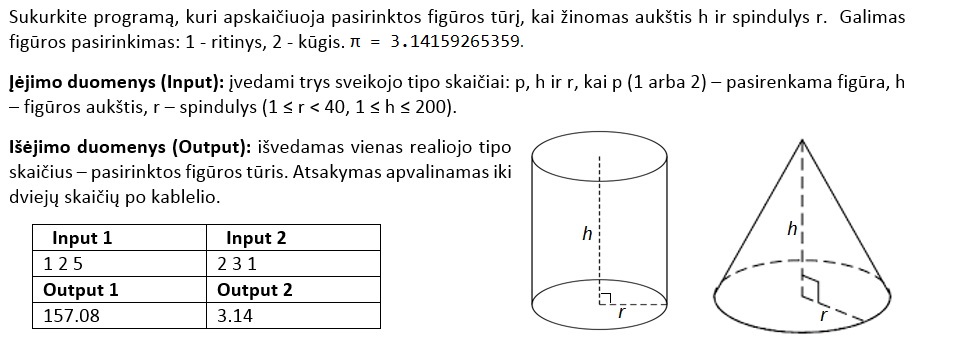 Sukurkite programą, kuri apskaičiuoja pasirinktos figūros tūrį, kai žinomas aukštis h ir spindulys r. Galimas
figūros pasirinkimas: 1 - ritinys, 2 - kūgis. π = 3.14159265359.
Įėjimo duomenys (Input): įvedami trys sveikojo tipo skaičiai: p, h ir r, kai p (1 arba 2) – pasirenkama figūra, h
– figūros aukštis, r – spindulys (1 ≤ r < 40, 1 ≤ h ≤ 200).
Išėjimo duomenys (Output): išvedamas vienas realiojo tipo
skaičius – pasirinktos figūros tūris. Atsakymas apvalinamas iki
dviejų skaičių po kablelio.
Input 1 Input 2
1 2 5 2 3 1
Output 1 Output 2
157.08 3.14
h
r
h
r